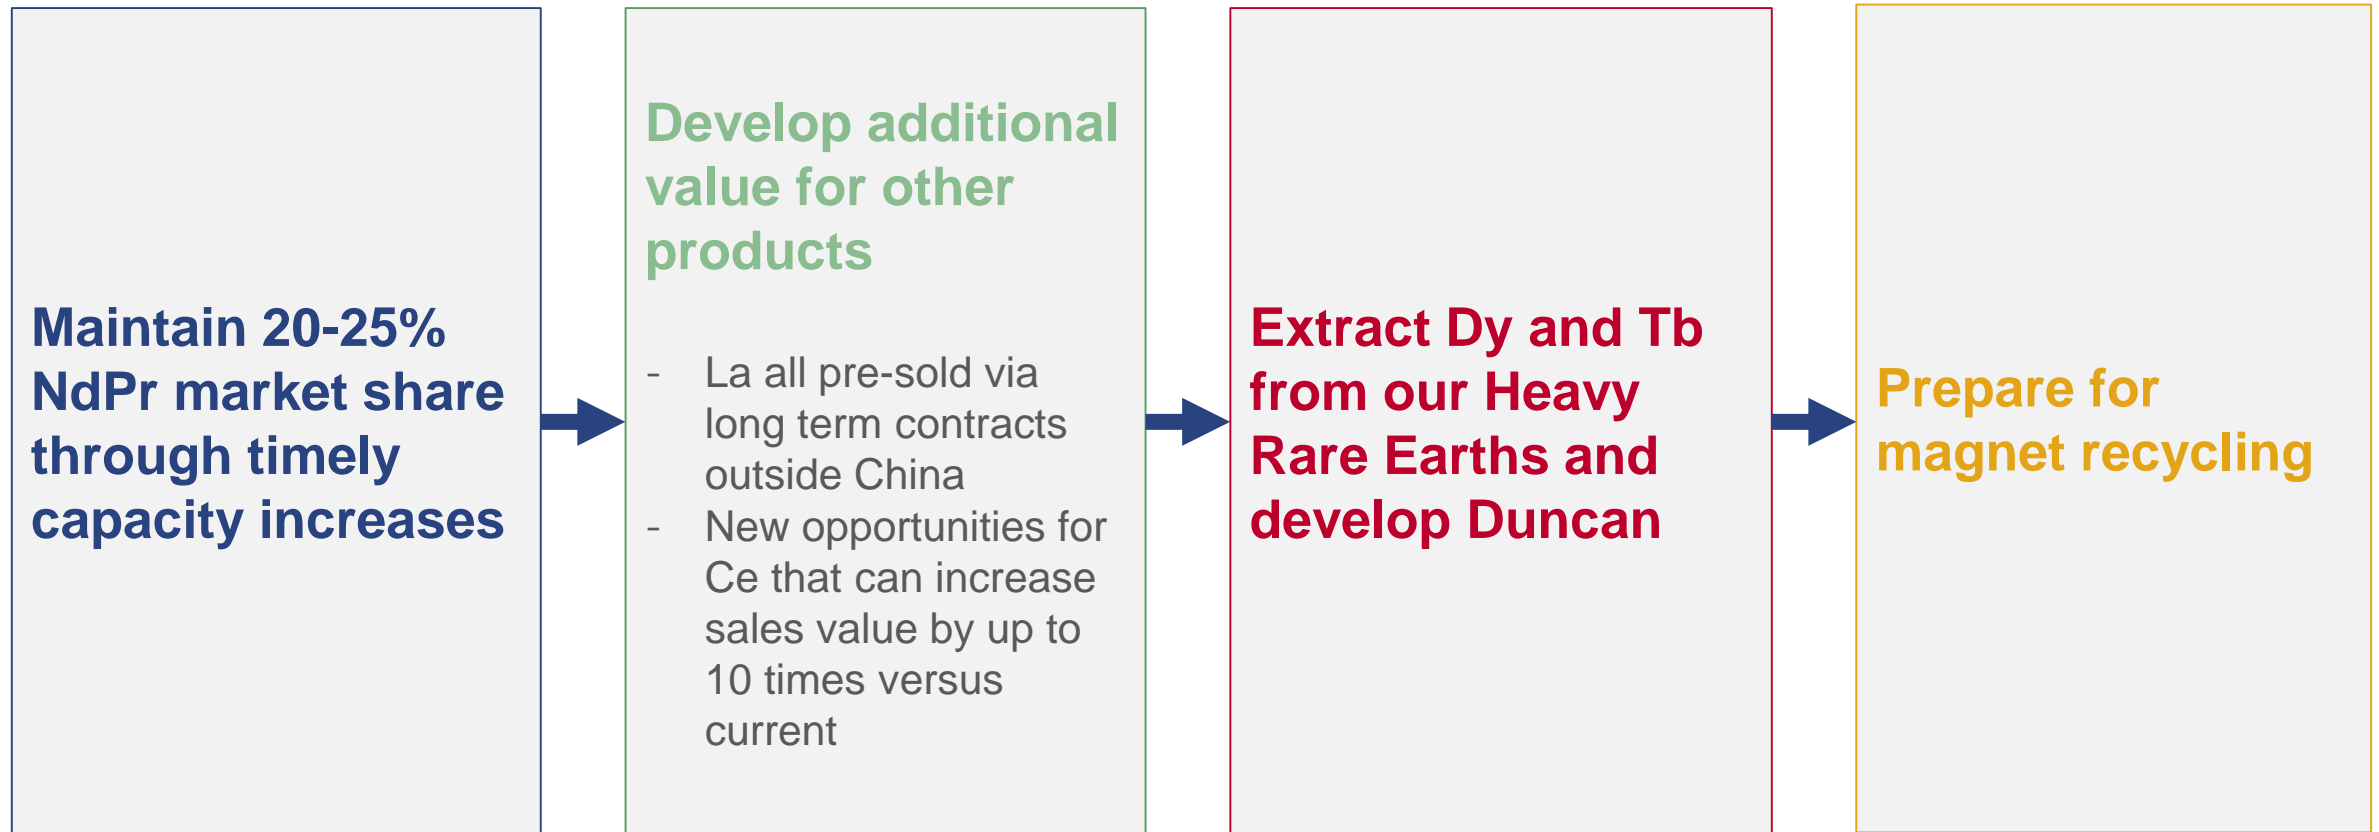 Maintain 20-25%
NdPr market share
through timely
capacity increases
Develop additional
value for other
products
- La all pre-sold via
long term contracts
outside China
- New opportunities for
Ce that can increase
sales value by up to
10 times versus
current
Extract Dy and Tb
from our Heavy
Rare Earths and
develop Duncan
Prepare for
magnet recycling